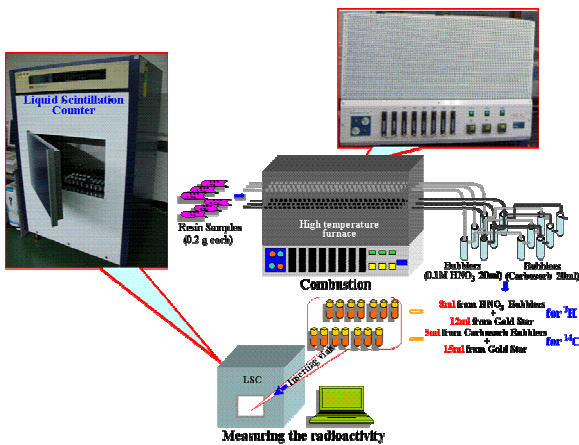 Liquid Scintillation
Counter
Resin Samples
(0.2 g each)
High temperature
furnace
Combustion
Bubblers
(0.1M HNO3 20ml)
Bubblers
(Carbosorb 20ml)
8ml from HNO3 Bubblers
+
12ml from Gold Star
for 3H
5ml from Carbosorb Bubblers
+
15ml from Gold Star
for 14C
Inserting vials
LSC
Measuring the radioactivity